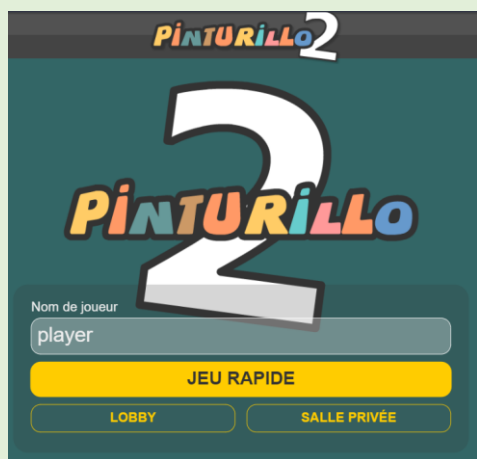 PiNTURiLLO2
2
PiNTURiLLO
Nom de joueur
player
JEU RAPIDE
LOBBY
SALLE PRIVÉE